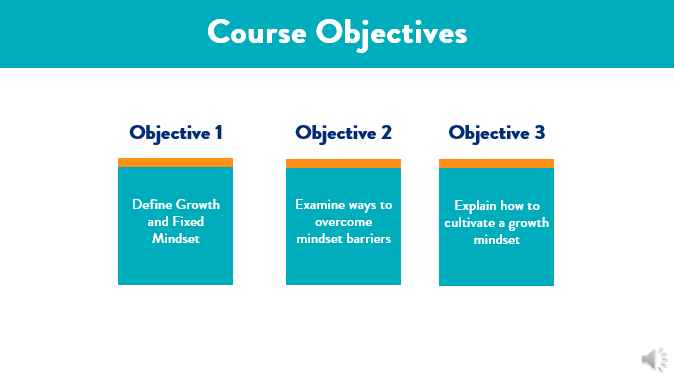 Course Objectives
Objective 1
Define Growth
and Fixed
Mindset
Objective 2
Examine ways to
overcome
mindset barriers
Objective 3
Explain how to
cultivate a growth
mindset